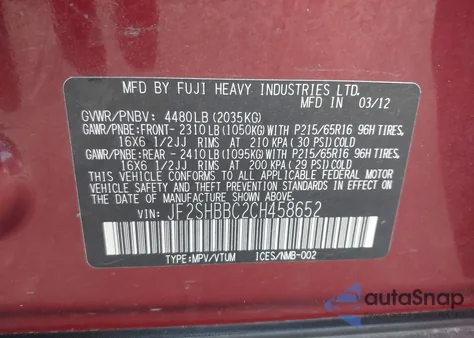 MFD. BY FUJI HEAVY INDUSTRIES LTD.
03/12
GVWR/PNBV: 4480LB (2035KG)
GAWR/PNBE: FRONT- 2310LB(1050KG) WITH P215/65R16 96H TIRES,
16X6 1/2JJ RIMS AT 210 KPA (30 PSI)COLD
GAWR/PNBE: REAR - 2410LB(1095KG) WITH P215/65R16 96H TIRES,
16X6 1/2JJ RIMS AT 200 KPA (29 PSI)COLD
THIS VEHICLE CONFORMS TO ALL APPLICABLE FEDERAL MOTOR
VEHICLE SAFETY, BUMPER, AND THEFT PREVENTION STANDARDS IN
EFFECT ON THE DATE OF MANUFACTURE SHOWN ABOVE.
VIN: JF2SHBBC2CH458652
TYPE:MPV/VTUM ICES/NMB-002
autoSnap